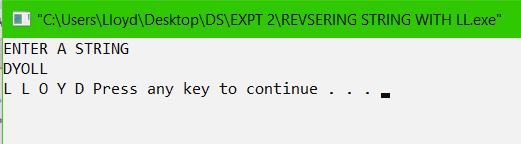 "C:\Users\Lloyd\Desktop\DS\EXPT 2\REVSERING STRING WITH LL.exe"
ENTER A STRING
DYOLL
L L O Y D Press any key to continue . . .